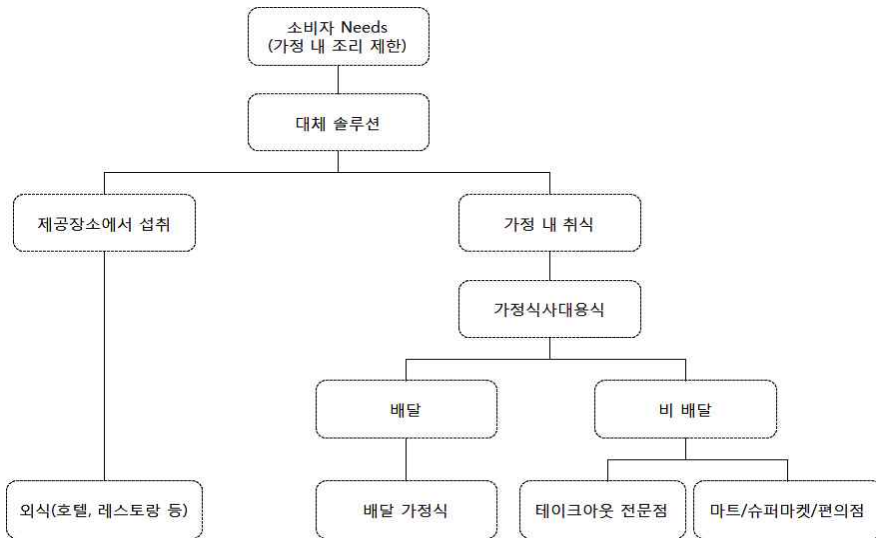 소비자 Needs
(가정 내 조리 제한)
대체 솔루션
제공장소에서 섭취
가정 내 취식
가정식사대용식
배달
비 배달
외식(호텔, 레스토랑 등)
배달 가정식
테이크아웃 전문점
마트/슈퍼마켓/편의점